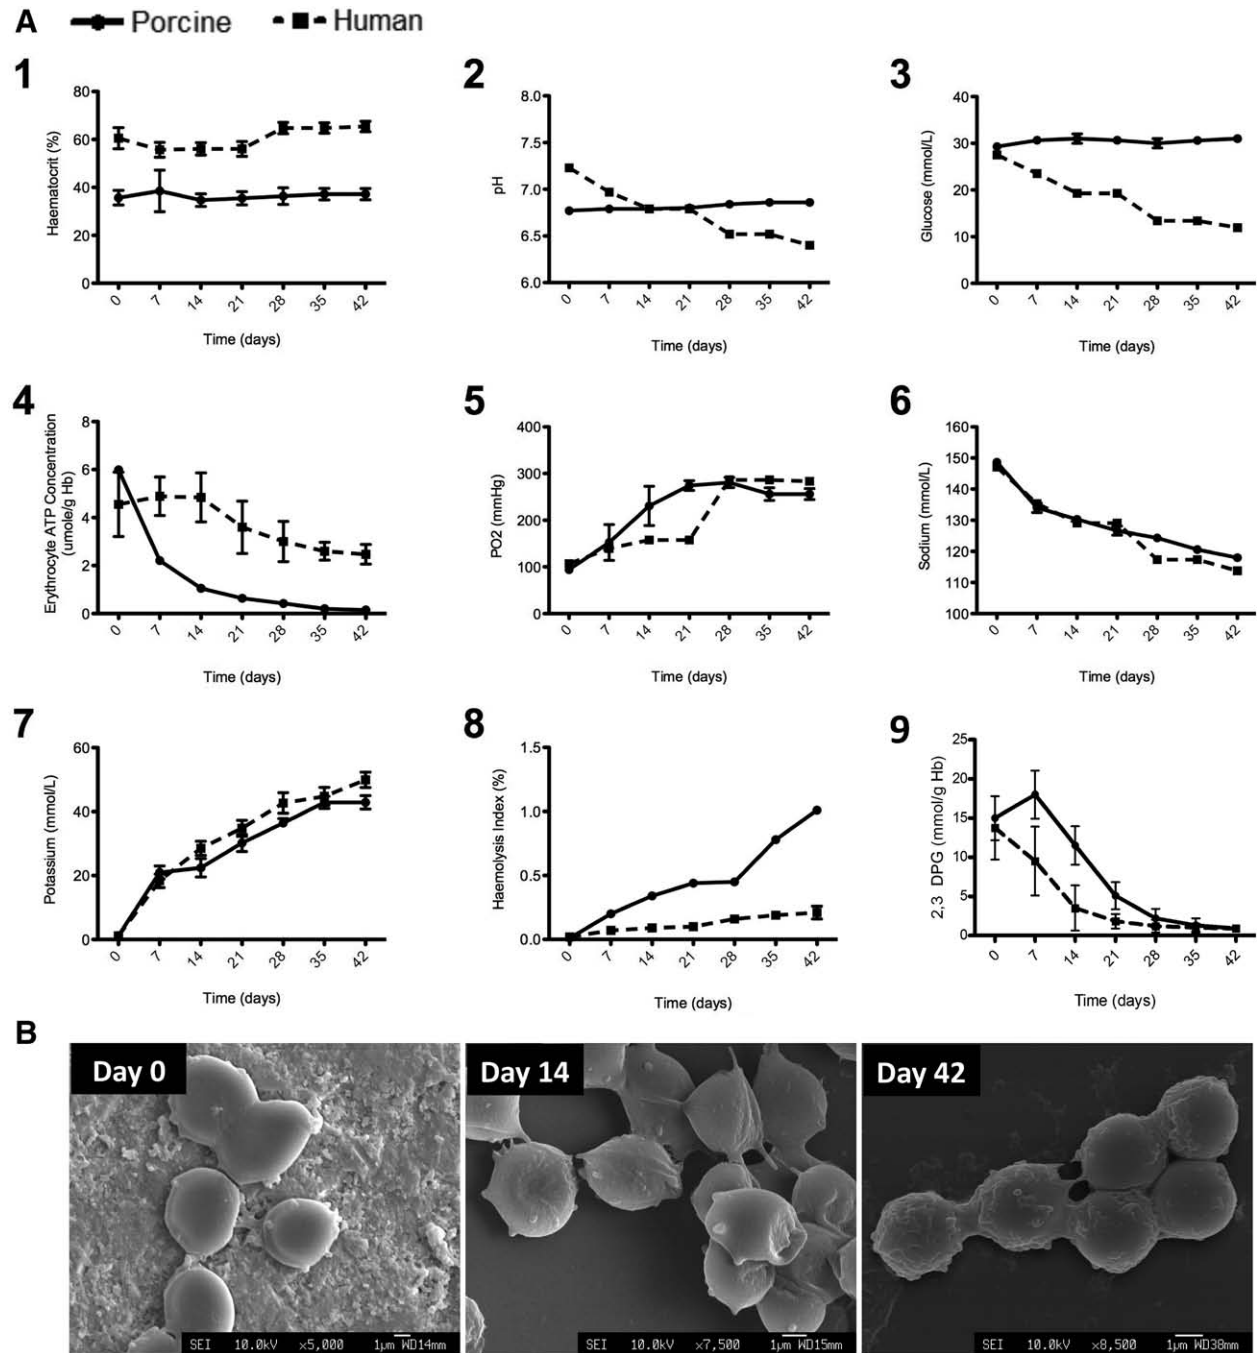 A Porcine Human
1 2 3
80
60
40
20
0
Haematocrit (%)
0 7 14 21 28 35 42
Time (days)
8.0
7.5
7.0
6.5
6.0
pH
0 7 14 21 28 35 42
Time (days)
40
30
20
10
0
Glucose (mmol/L)
0 7 14 21 28 35 42
Time (days)
4 5 6
8
6
4
2
0
Erythrocyte ATP Concentration
(umole/g Hb)
0 7 14 21 28 35 42
Time (days)
400
300
200
100
0
PO2 (mmHg)
0 7 14 21 28 35 42
Time (days)
160
150
140
130
120
110
100
Sodium (mmol/L)
0 7 14 21 28 35 42
Time (days)
7 8 9
60
40
20
0
Potassium (mmol/L)
0 7 14 21 28 35 42
Time (days)
1.5
1.0
0.5
0.0
Haemolysis Index (%)
0 7 14 21 28 35 42
Time (days)
25
20
15
10
5
0
2,3 DPG (mmol/g Hb)
0 7 14 21 28 35 42
Time (days)
B
Day 0
SEI 10.0kV x5,000 1µm WD14mm
Day 14
SEI 10.0kV x7,500 1µm WD15mm
Day 42
SEI 10.0kV x8,500 1µm WD38mm